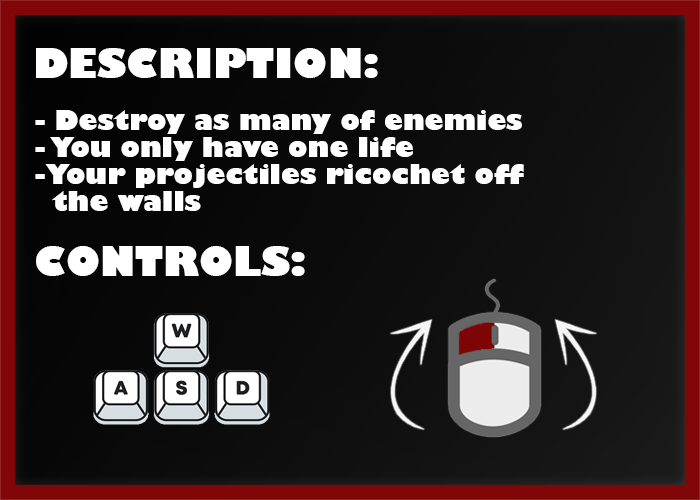 DESCRIPTION:
- Destroy as many of enemies
- You only have one life
-Your projectiles ricochet off
the walls
CONTROLS:
W
A S D